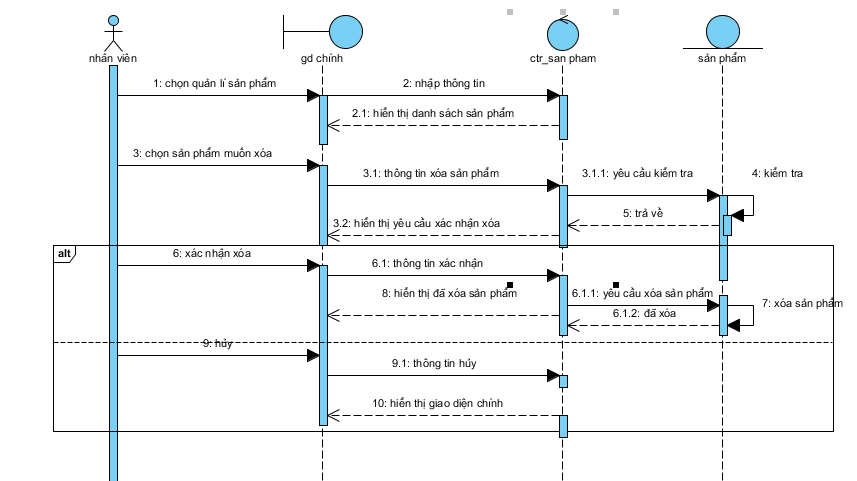 nhân viên
gd chính
ctr_san pham
sản phẩm
1: chọn quản lí sản phẩm
2: nhập thông tin
2.1: hiển thị danh sách sản phẩm
3: chọn sản phẩm muốn xóa
3.1: thông tin xóa sản phẩm
3.1.1: yêu cầu kiểm tra
4: kiểm tra
5: trả về
3.2: hiển thị yêu cầu xác nhận xóa
alt
6: xác nhận xóa
6.1: thông tin xác nhận
8: hiển thị đã xóa sản phẩm
6.1.1: yêu cầu xóa sản phẩm
7: xóa sản phẩm
6.1.2: đã xóa
9: hủy
9.1: thông tin hủy
10: hiển thị giao diện chính